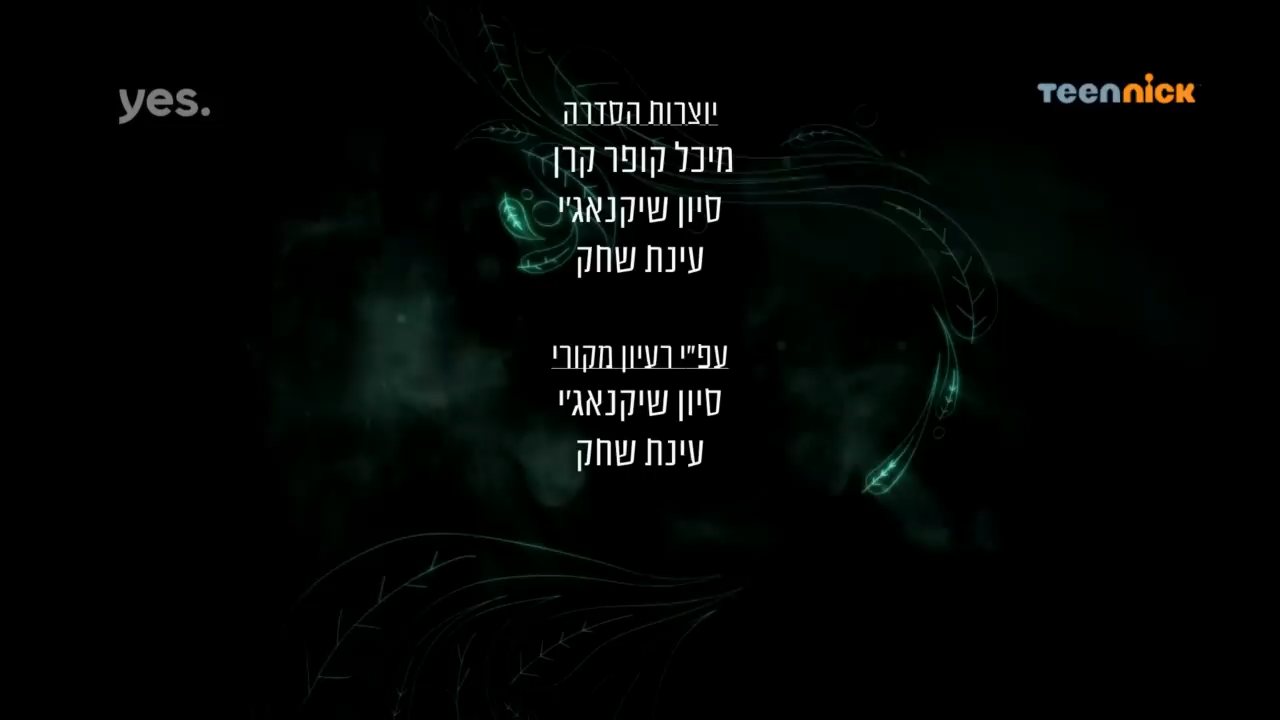 yes.
TEENNICK
יוצרות הסדרה
מיכל קופר קרן
סיון שיקנאג'י
עינת שחק
עפ"י רעיון מקורי
סיון שיקנאג'י
עינת שחק